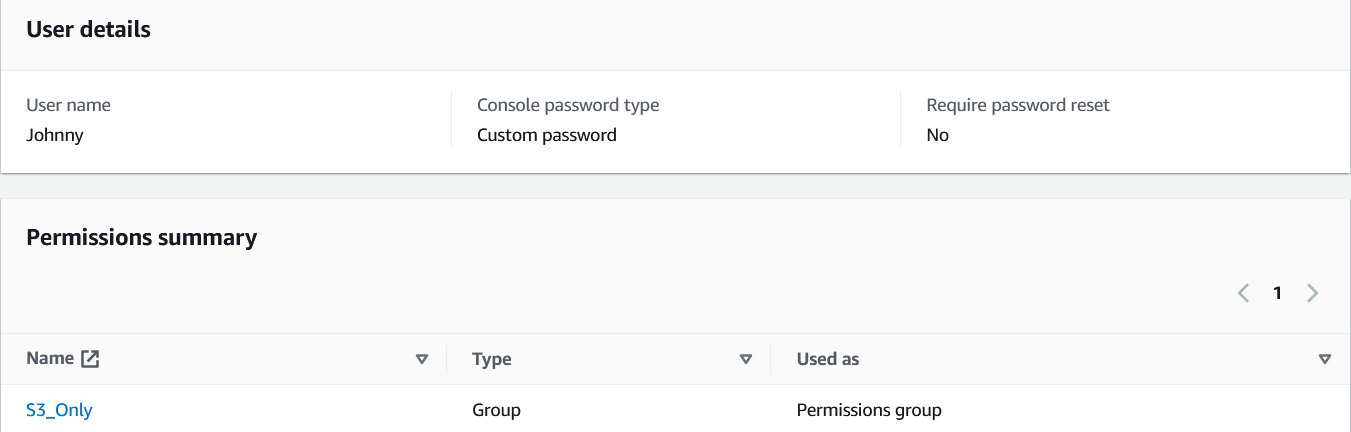 User details
User name Console password type Require password reset
Johnny Custom password No
Permissions summary
1
Name Type Used as
S3_Only Group Permissions group